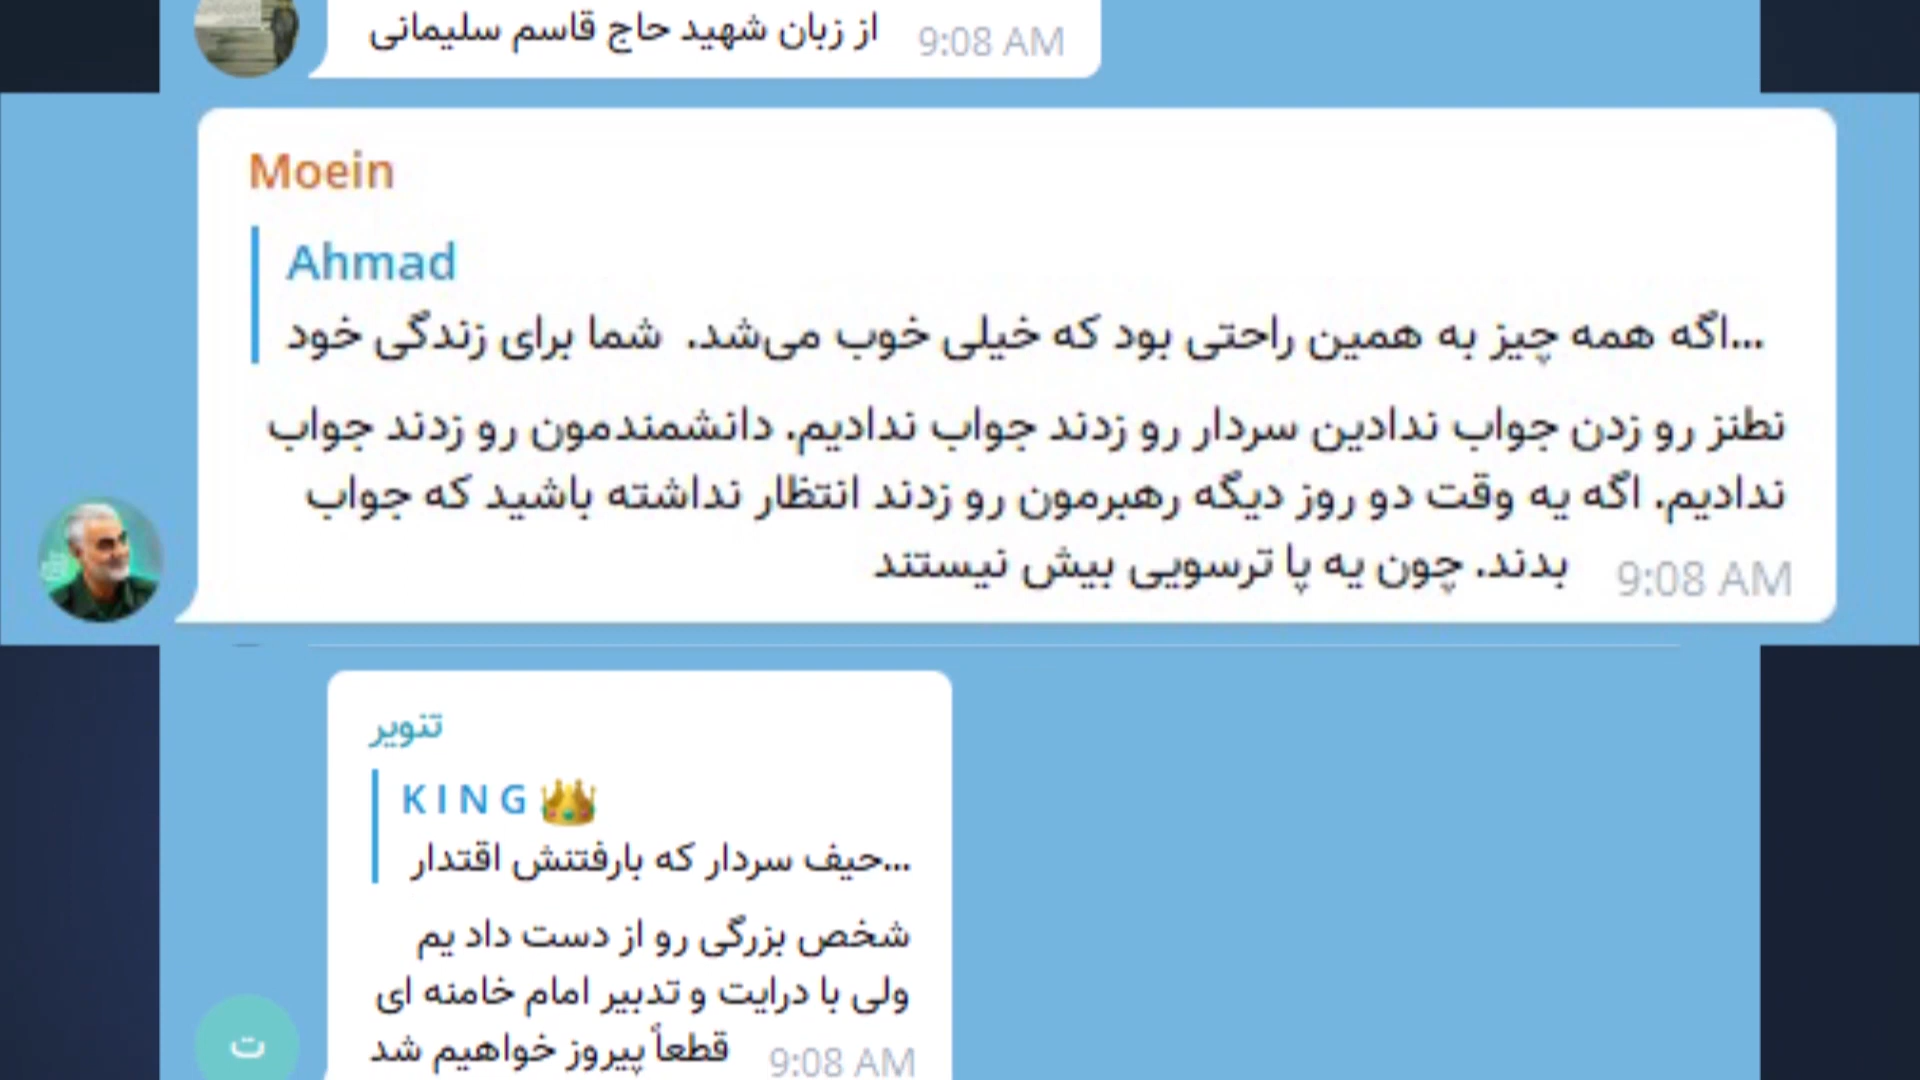 از زبان شهید حاج قاسم سلیمانی
9:08 AM
Moein
Ahmad
...اگه همه چیز به همین راحتی بود که خیلی خوب می‌شد. شما برای زندگی خود
نطنز رو زدن جواب ندادین سردار رو زدند جواب ندادیم. دانشمندمون رو زدند جواب
ندادیم. اگه یه وقت دو روز دیگه رهبرمون رو زدند انتظار نداشته باشید که جواب
بدند. چون یه پا ترسویی بیش نیستند
9:08 AM
تنویر
K I N G 👑
...حیف سردار که بارفتنش اقتدار
شخص بزرگی رو از دست داد یم
ولی با درایت و تدبیر امام خامنه ای
قطعاً پیروز خواهیم شد
9:08 AM
ت